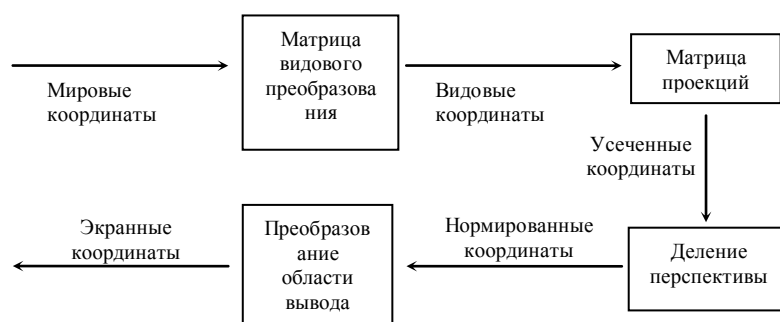 Мировые
координаты
Матрица
видового
преобразова
ния
Видовые
координаты
Матрица
проекций
Усеченные
координаты
Деление
перспективы
Нормированные
координаты
Преобразов
ание
области
вывода
Экранные
координаты